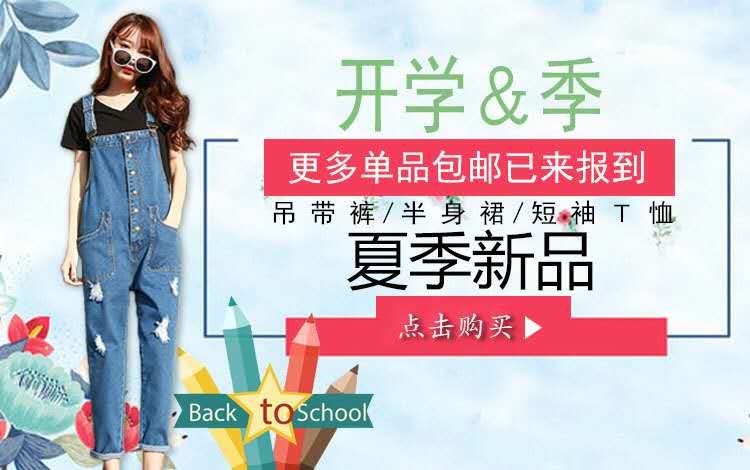 开学&季
更多单品包邮已来报到
吊带裤/半身裙/短袖T恤
夏季新品
点击购买
Back to School